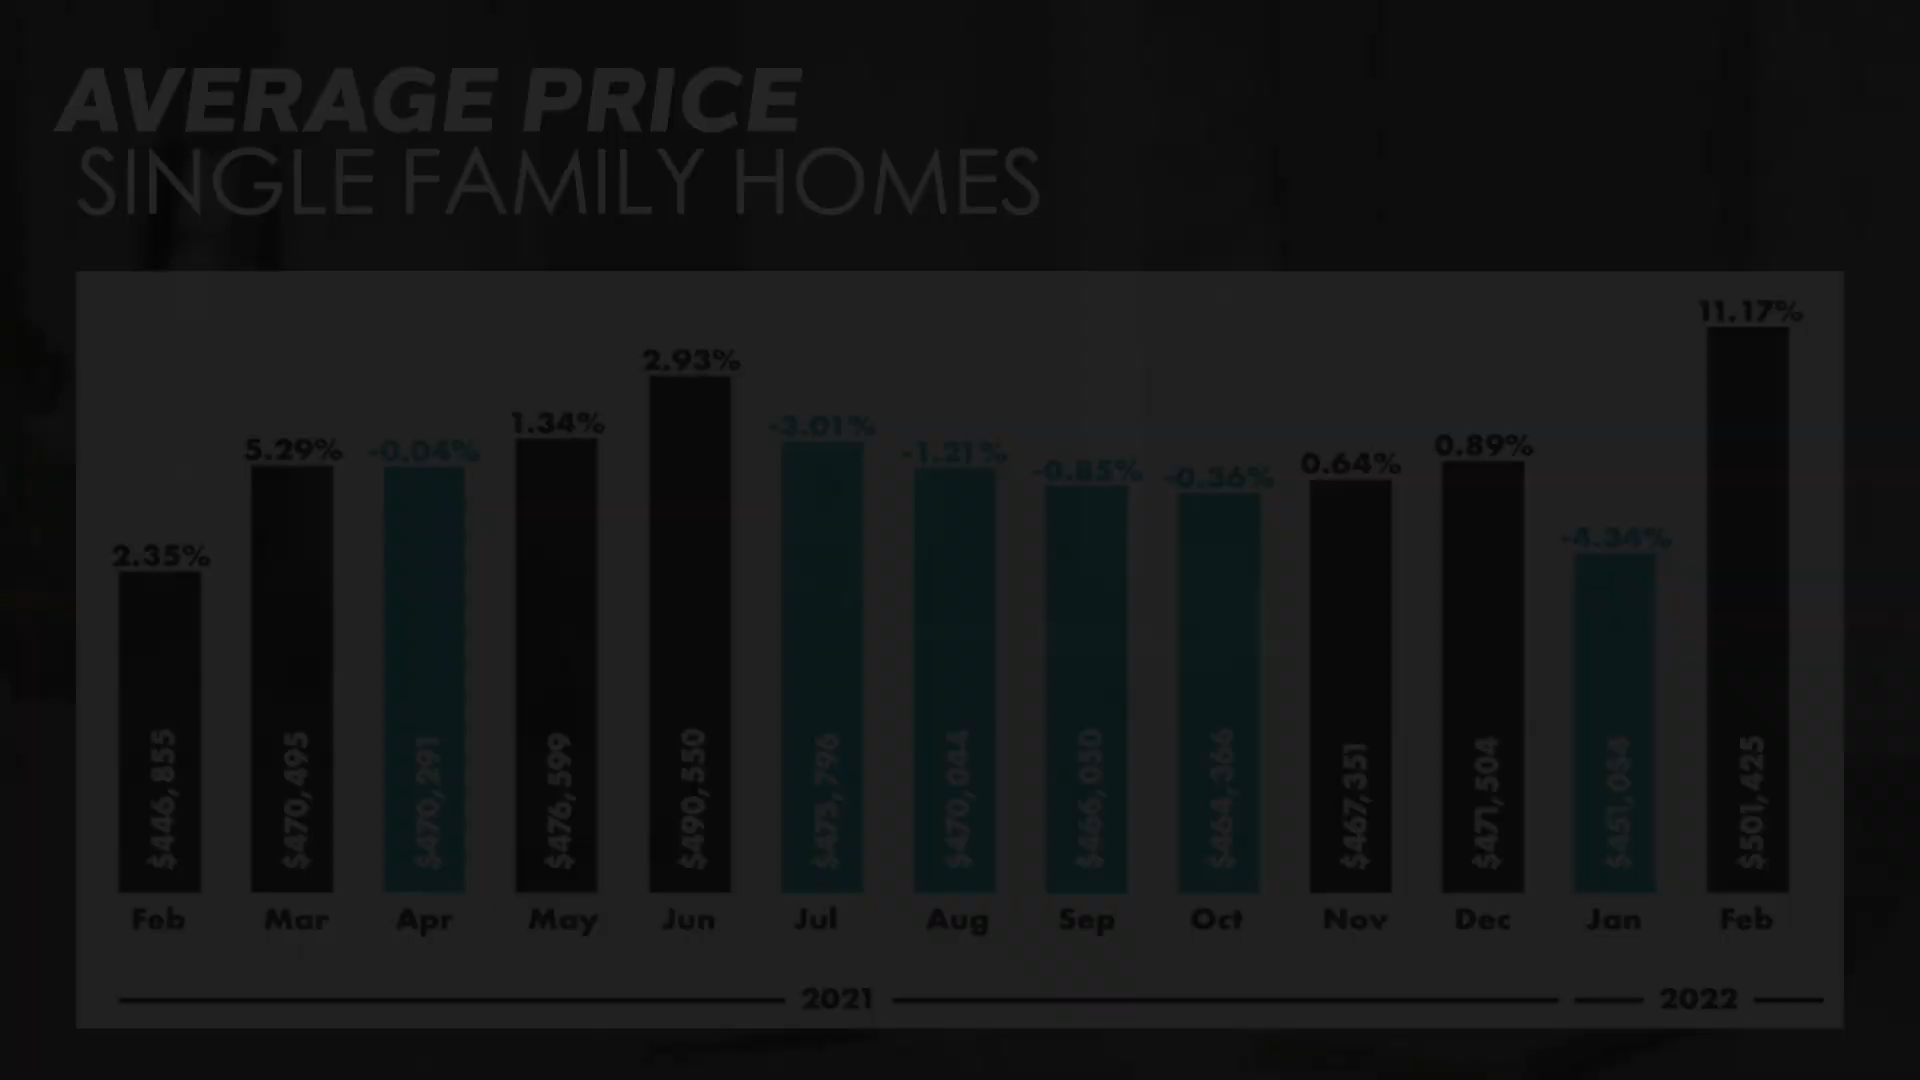 AVERAGE PRICE
SINGLE FAMILY HOMES
2.35% 5.29% -0.04% 1.34% 2.93% -3.01% -1.21% -0.85% -0.36% 0.64% 0.89% -4.34% 11.17%
$446,855 $470,495 $470,291 $476,599 $490,550 $475,796 $470,044 $466,050 $464,366 $467,351 $471,504 $451,054 $501,425
Feb Mar Apr May Jun Jul Aug Sep Oct Nov Dec Jan Feb
2021 2022